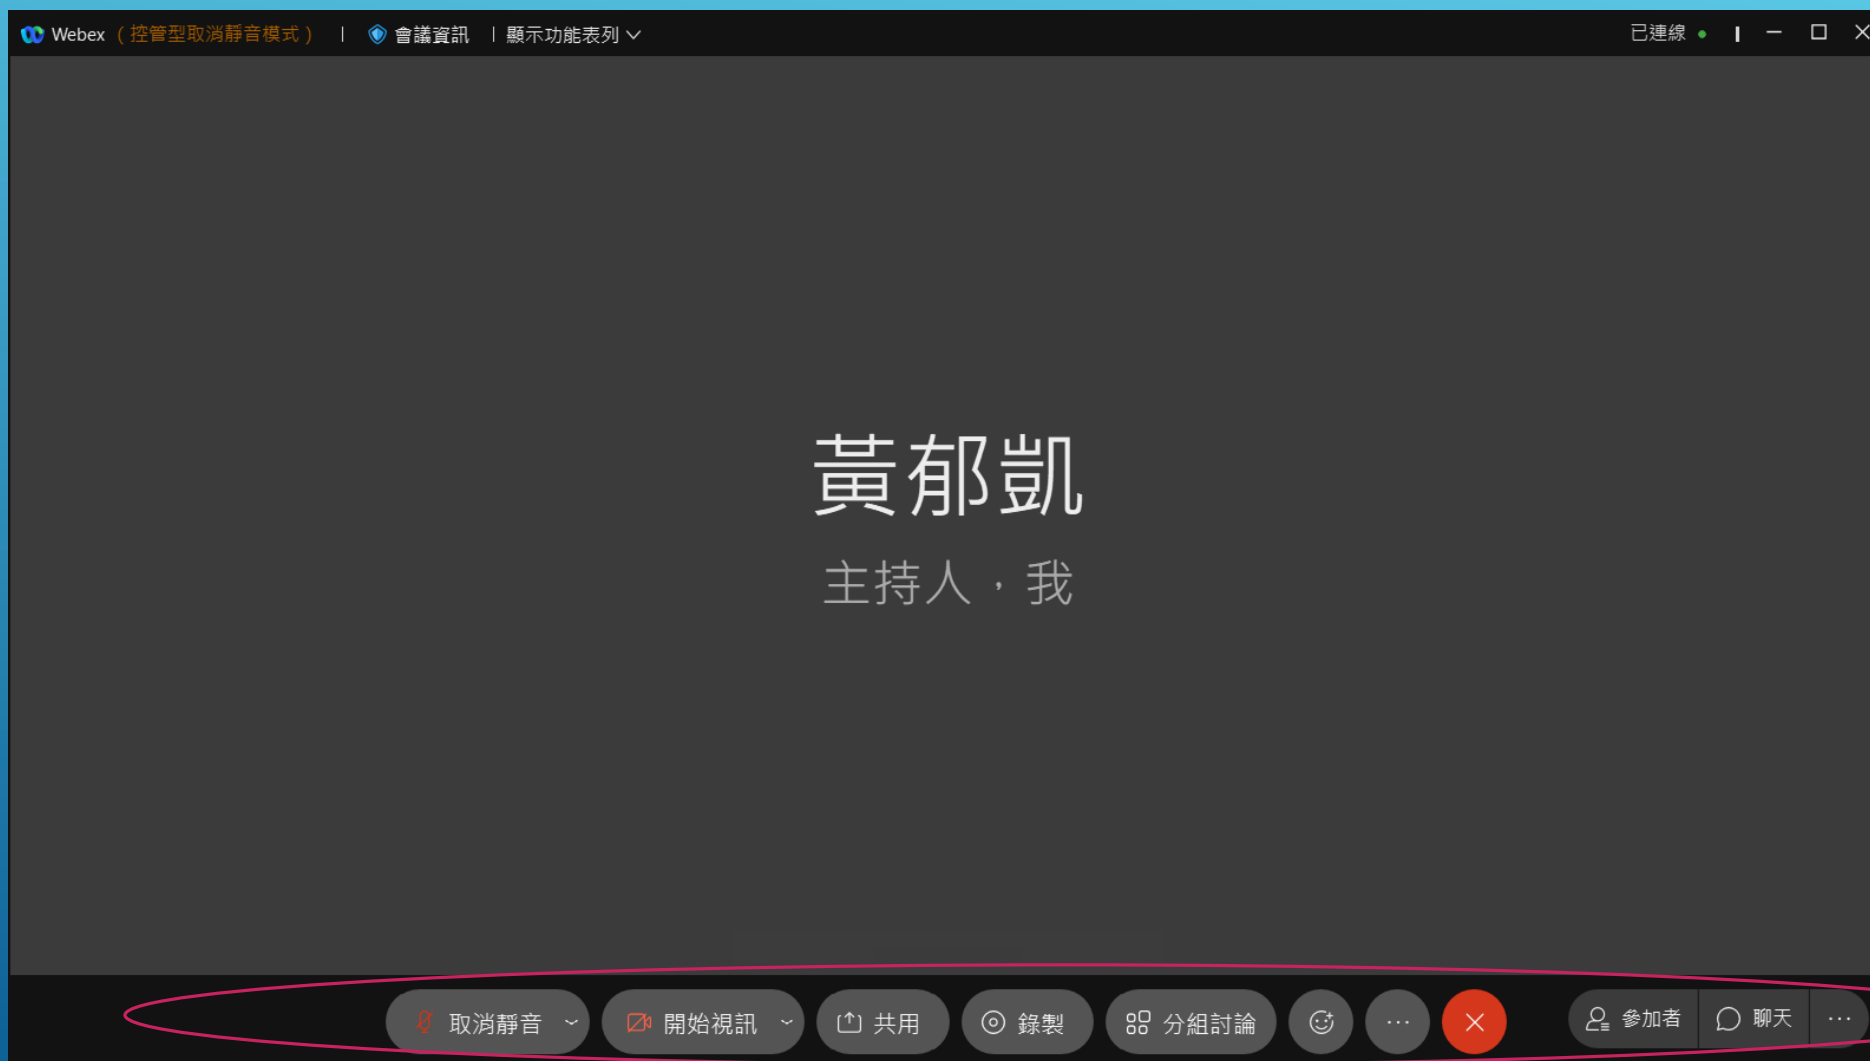 Webex (控管型取消靜音模式) | 會議資訊 | 顯示功能表列 已連線
黃郁凱
主持人，我
取消靜音 開始視訊 共用 錄製 分組討論 參加者 聊天